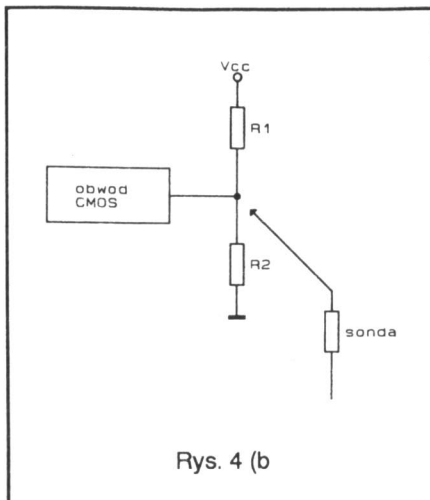 Vcc
R1
obwod
CMOS
R2
sonda
Rys. 4 (b